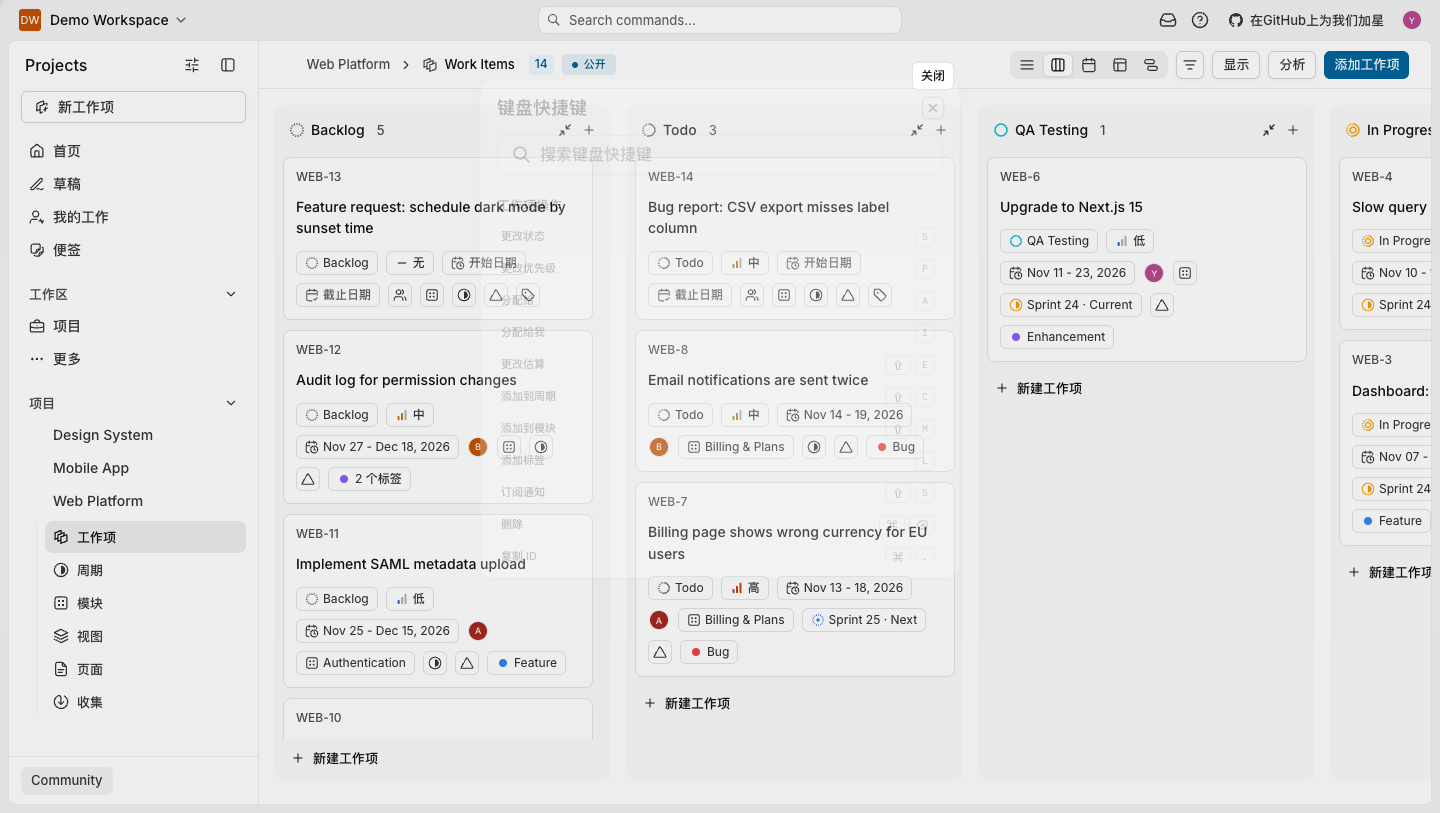 DW Demo Workspace
Search commands...
在GitHub上为我们加星
Y
Projects
新工作项
首页
草稿
我的工作
便签
工作区
项目
更多
项目
Design System
Mobile App
Web Platform
工作项
周期
模块
视图
页面
收集
Community
Web Platform
Work Items
14
公开
显示
分析
添加工作项
关闭
键盘快捷键
搜索键盘快捷键
工作项操作
更改状态
S
更改优先级
P
分配给
A
分配给我
I
更改估算
⇧ E
添加到周期
⇧ C
添加到模块
⇧ M
添加标签
L
订阅通知
⇧ S
删除
⌘ ⌫
复制 ID
⌘ .
Backlog 5
WEB-13
Feature request: schedule dark mode by
sunset time
Backlog
无
开始日期
截止日期
WEB-12
Audit log for permission changes
Backlog
中
Nov 27 - Dec 18, 2026
B
2 个标签
WEB-11
Implement SAML metadata upload
Backlog
低
Nov 25 - Dec 15, 2026
A
Authentication
Feature
WEB-10
新建工作项
Todo 3
WEB-14
Bug report: CSV export misses label
column
Todo
中
开始日期
截止日期
WEB-8
Email notifications are sent twice
Todo
中
Nov 14 - 19, 2026
B
Billing & Plans
Bug
WEB-7
Billing page shows wrong currency for EU
users
Todo
高
Nov 13 - 18, 2026
A
Billing & Plans
Sprint 25 · Next
Bug
新建工作项
QA Testing 1
WEB-6
Upgrade to Next.js 15
QA Testing
低
Nov 11 - 23, 2026
Y
Sprint 24 · Current
Enhancement
新建工作项
In Progres
WEB-4
Slow query
In Progre
Nov 10 -
Sprint 24
WEB-3
Dashboard:
In Progre
Nov 07 -
Sprint 24
Feature
新建工作项